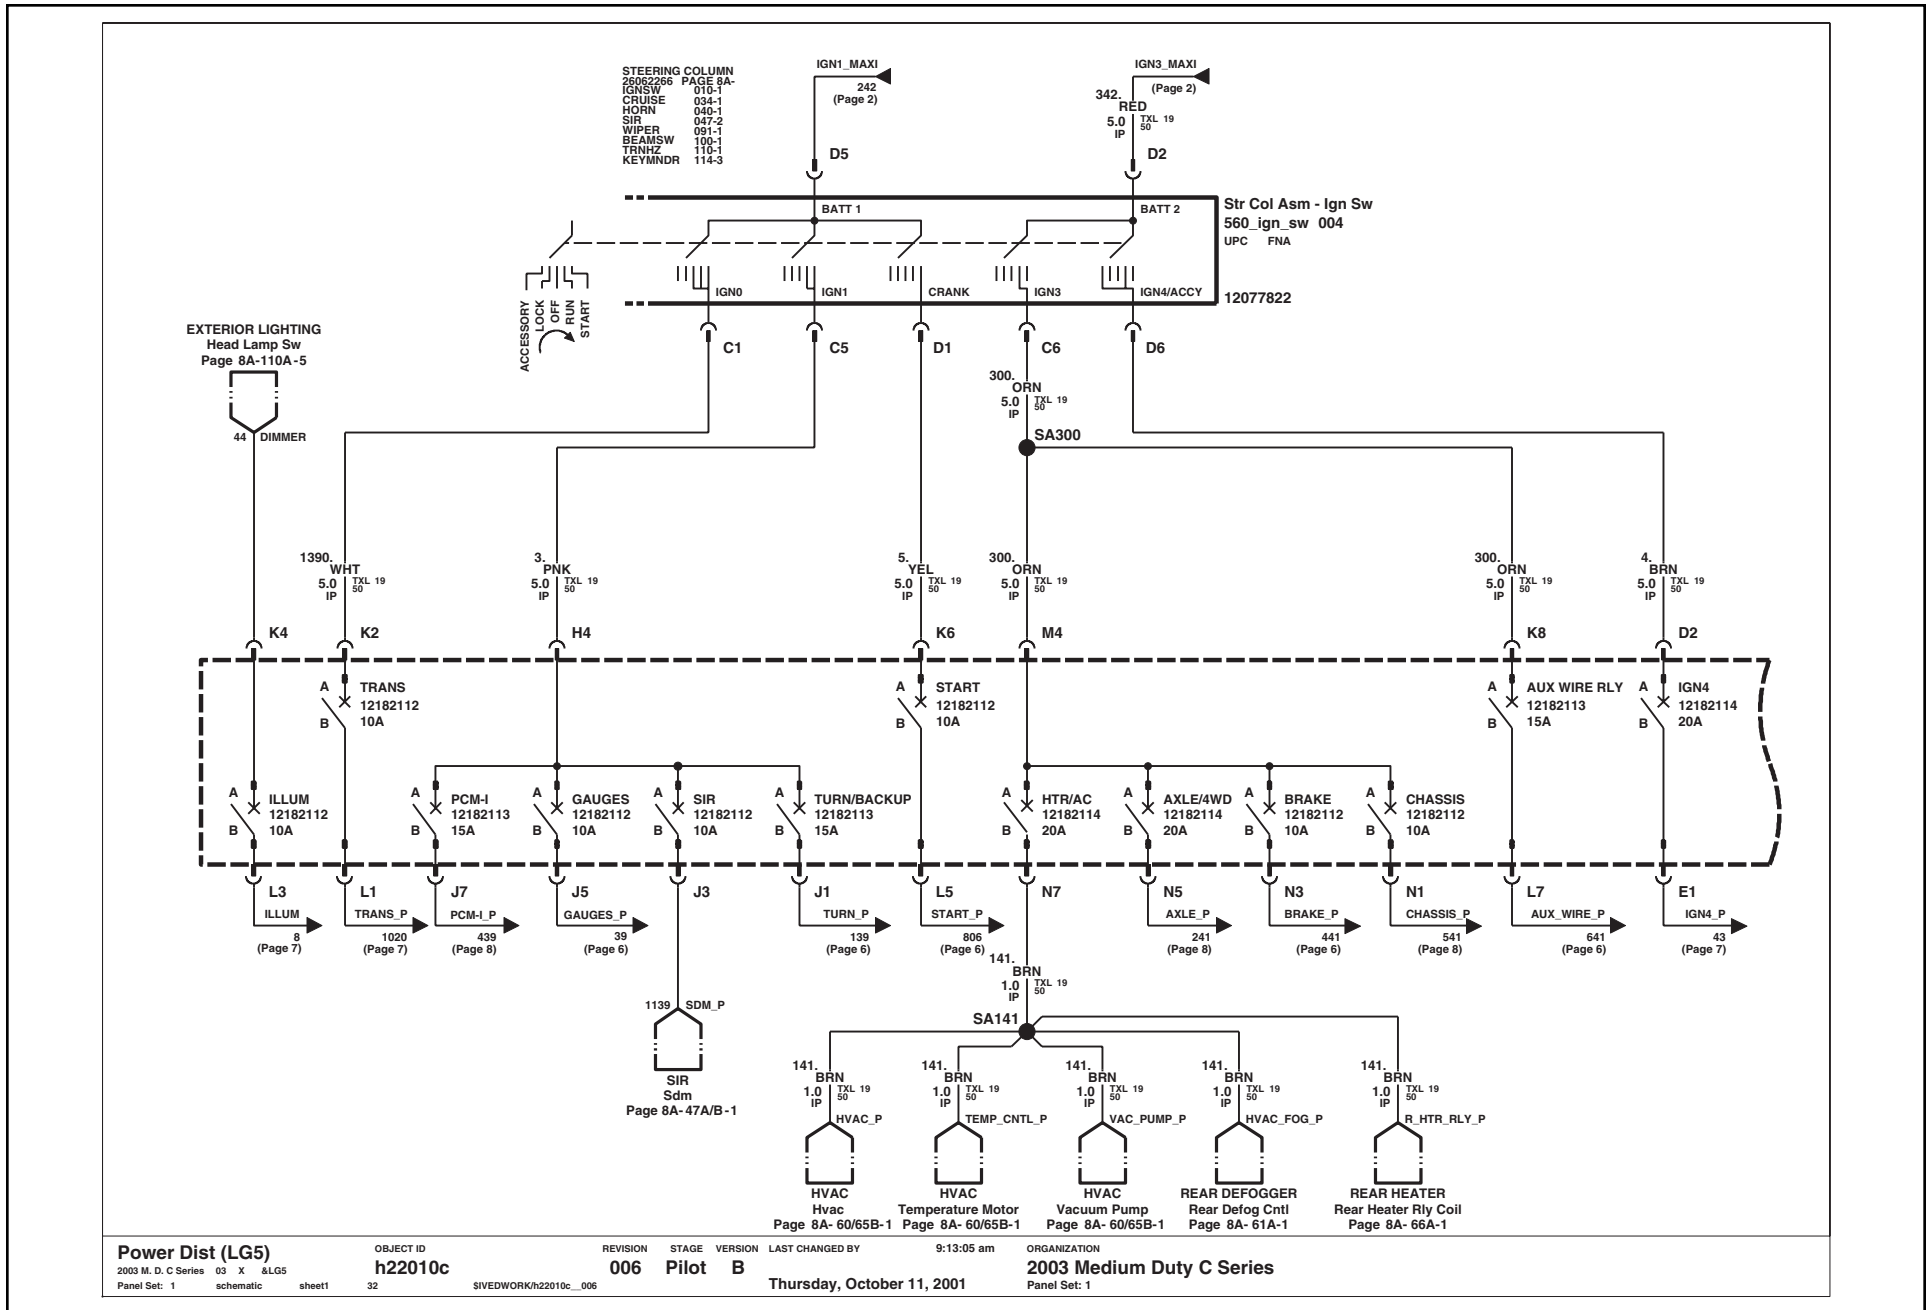 STEERING COLUMN
26062266 PAGE 8A-
IGNSW 010-1
CRUISE 034-1
HORN 040-1
SIR 047-2
WIPER 091-1
BEAMSW 100-1
TRNHZ 110-1
KEYMNDR 114-3
IGN1_MAXI
242
(Page 2)
D5
IGN3_MAXI
(Page 2)
342.
RED
5.0 TXL 19
IP 50
D2
BATT 1
BATT 2
Str Col Asm - Ign Sw
560_ign_sw 004
UPC FNA
12077822
ACCESSORY
LOCK
OFF
RUN
START
IGN0
IGN1
CRANK
IGN3
IGN4/ACCY
C1
C5
D1
C6
D6
EXTERIOR LIGHTING
Head Lamp Sw
Page 8A-110A-5
44 DIMMER
300.
ORN
5.0 TXL 19
IP 50
SA300
1390.
WHT
5.0 TXL 19
IP 50
3.
PNK
5.0 TXL 19
IP 50
5.
YEL
5.0 TXL 19
IP 50
300.
ORN
5.0 TXL 19
IP 50
300.
ORN
5.0 TXL 19
IP 50
4.
BRN
5.0 TXL 19
IP 50
K4
K2
H4
K6
M4
K8
D2
A TRANS
12182112
B 10A
A START
12182112
B 10A
A AUX WIRE RLY
12182113
B 15A
A IGN4
12182114
B 20A
A ILLUM
12182112
B 10A
A PCM-I
12182113
B 15A
A GAUGES
12182112
B 10A
A SIR
12182112
B 10A
A TURN/BACKUP
12182113
B 15A
A HTR/AC
12182114
B 20A
A AXLE/4WD
12182114
B 20A
A BRAKE
12182112
B 10A
A CHASSIS
12182112
B 10A
L3
L1
J7
J5
J3
J1
L5
N7
N5
N3
N1
L7
E1
ILLUM
8
(Page 7)
TRANS_P
1020
(Page 7)
PCM-I_P
439
(Page 8)
GAUGES_P
39
(Page 6)
TURN_P
139
(Page 6)
START_P
806
(Page 6)
AXLE_P
241
(Page 8)
BRAKE_P
441
(Page 6)
CHASSIS_P
541
(Page 8)
AUX_WIRE_P
641
(Page 6)
IGN4_P
43
(Page 7)
141.
BRN
1.0 TXL 19
IP 50
SA141
1139 SDM_P
SIR
Sdm
Page 8A-47A/B-1
141.
BRN
1.0 TXL 19
IP 50
HVAC_P
HVAC
Hvac
Page 8A- 60/65B-1
141.
BRN
1.0 TXL 19
IP 50
TEMP_CNTL_P
HVAC
Temperature Motor
Page 8A- 60/65B-1
141.
BRN
1.0 TXL 19
IP 50
VAC_PUMP_P
HVAC
Vacuum Pump
Page 8A- 60/65B-1
141.
BRN
1.0 TXL 19
IP 50
HVAC_FOG_P
REAR DEFOGGER
Rear Defog Cntl
Page 8A- 61A-1
141.
BRN
1.0 TXL 19
IP 50
R_HTR_RLY_P
REAR HEATER
Rear Heater Rly Coil
Page 8A- 66A-1
Power Dist (LG5)
2003 M. D. C Series 03 X &LG5
Panel Set: 1 schematic sheet1 32 $IVEDWORK/h22010c__006
OBJECT ID
h22010c
REVISION STAGE VERSION LAST CHANGED BY 9:13:05 am
006 Pilot B
Thursday, October 11, 2001
ORGANIZATION
2003 Medium Duty C Series
Panel Set: 1